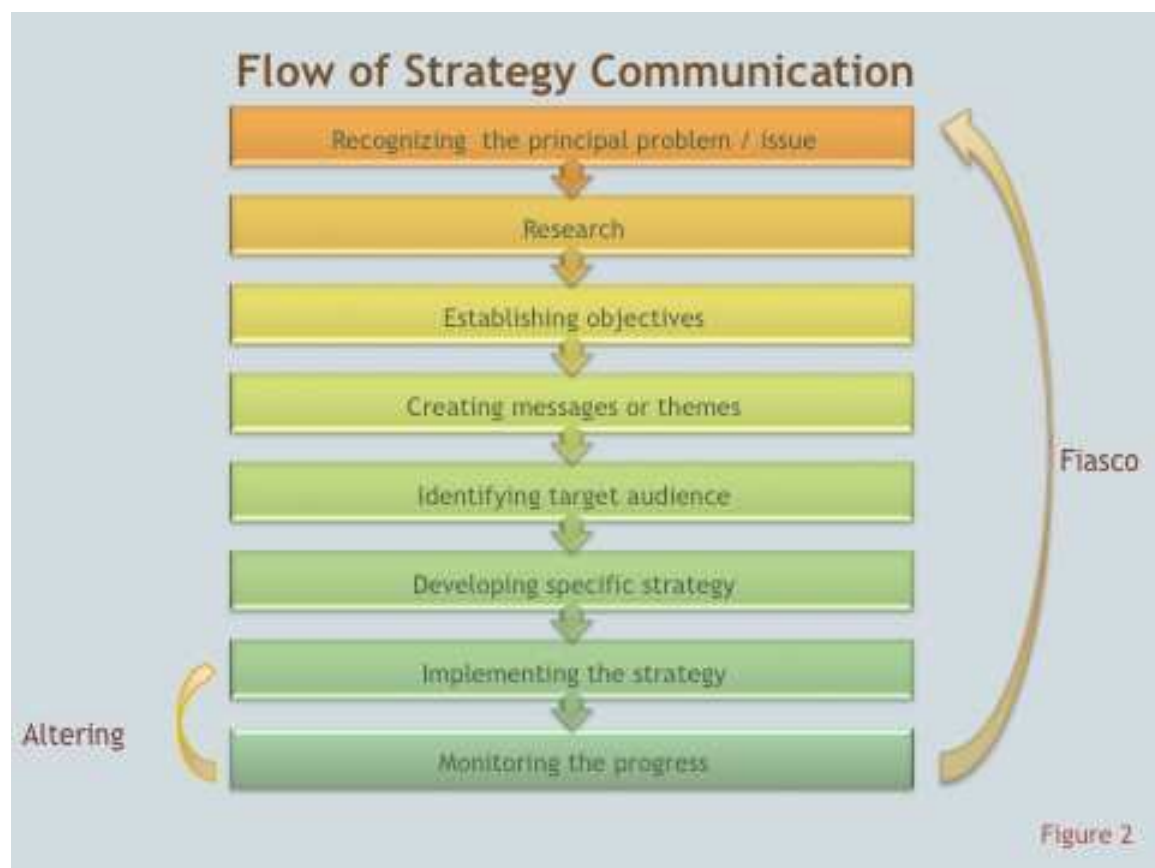 Flow of Strategy Communication
Recognizing the principal problem / issue
Research
Establishing objectives
Creating messages or themes
Identifying target audience
Developing specific strategy
Implementing the strategy
Monitoring the progress
Altering
Fiasco
Figure 2